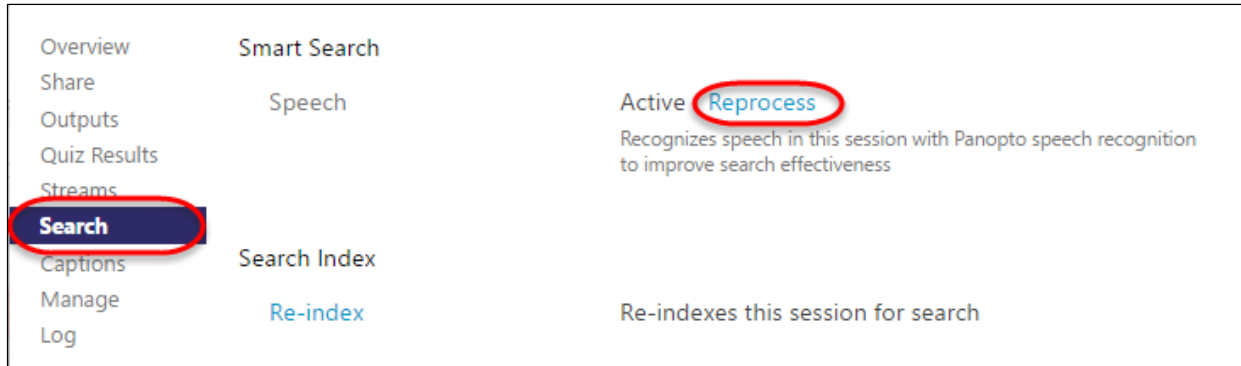 Overview
Share
Outputs
Quiz Results
Streams
Search
Captions
Manage
Log
Smart Search
Speech
Active Reprocess
Recognizes speech in this session with Panopto speech recognition
to improve search effectiveness
Search Index
Re-index
Re-indexes this session for search